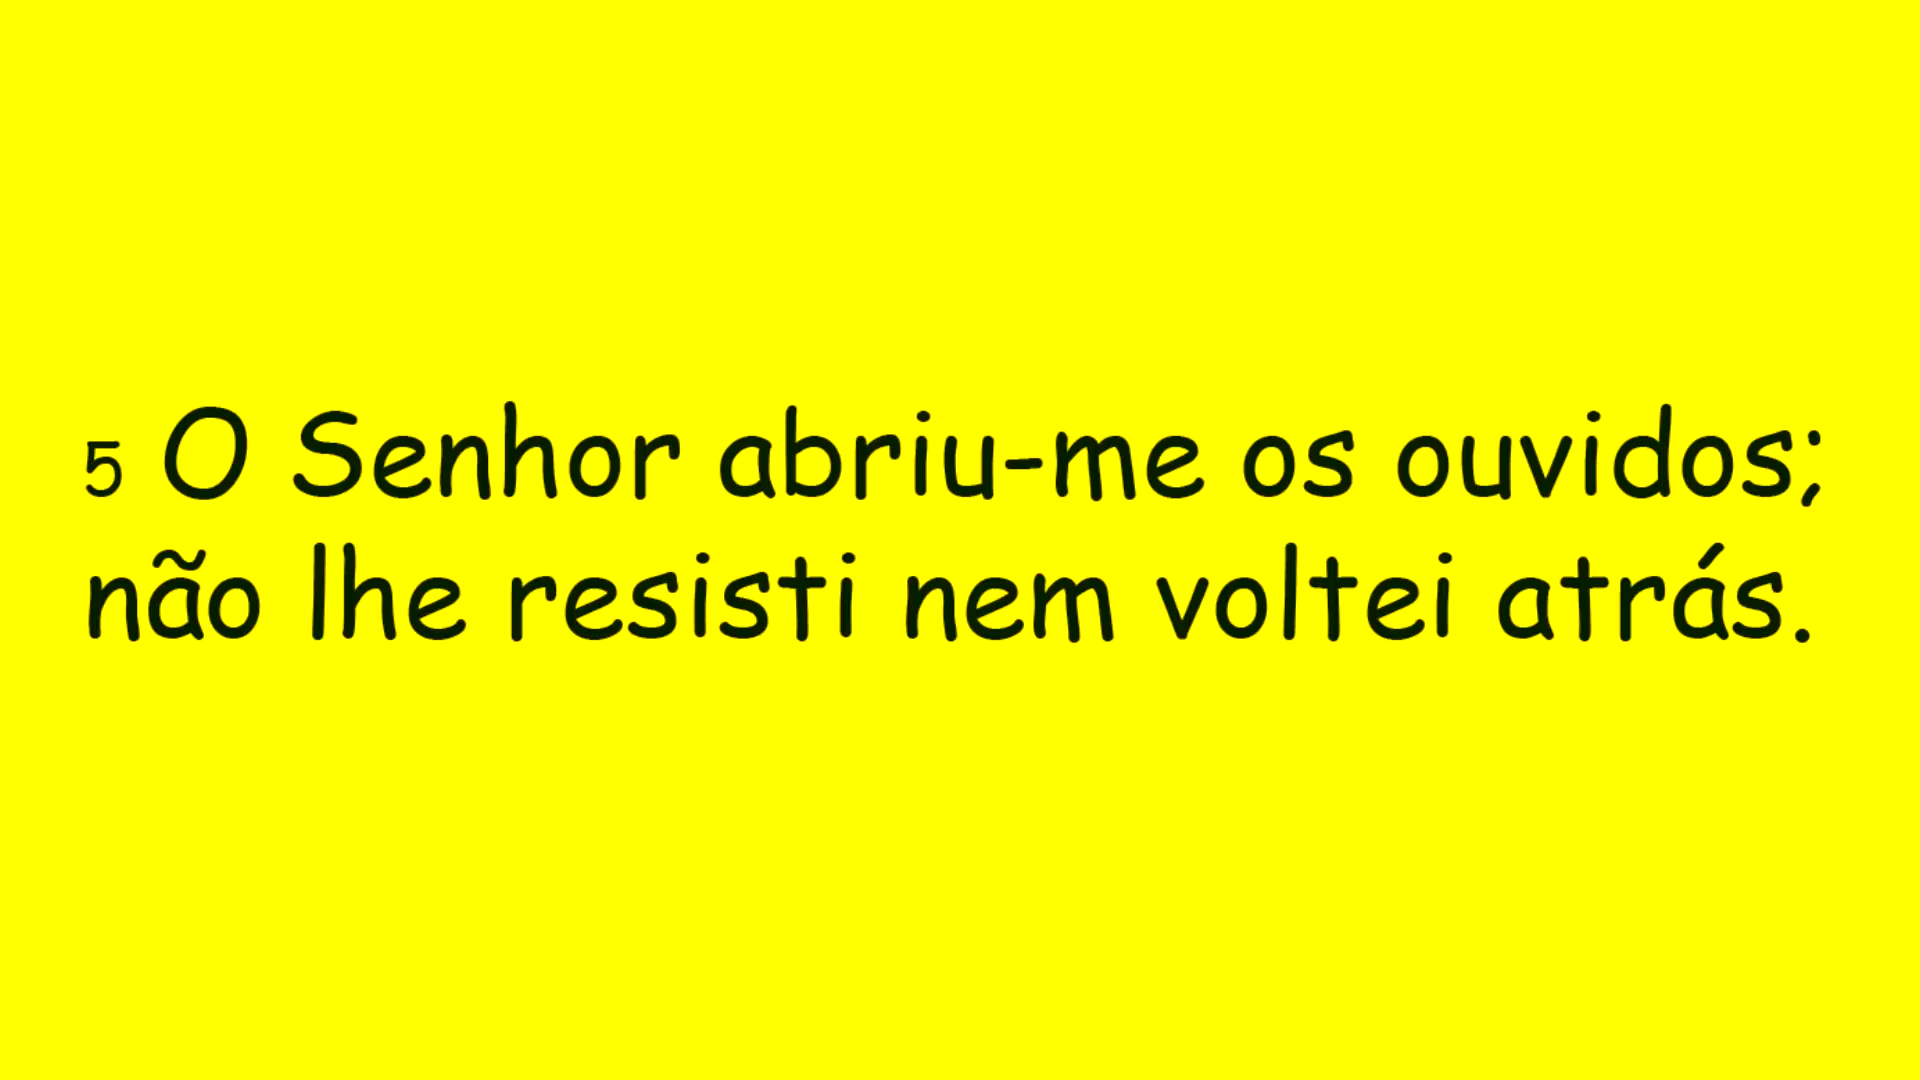 5 O Senhor abriu-me os ouvidos;
não lhe resisti nem voltei atrás.